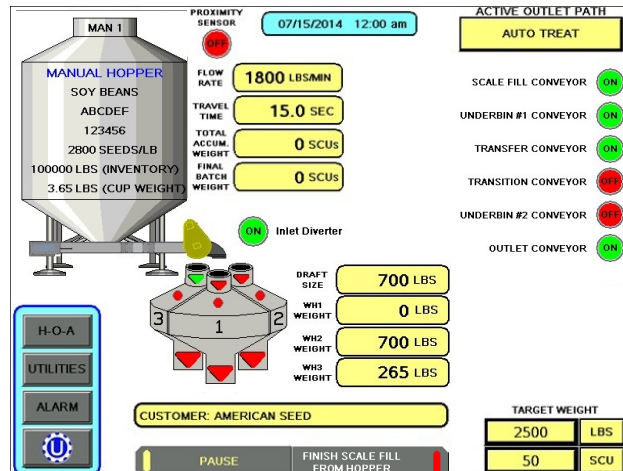 MAN 1
MANUAL HOPPER
SOY BEANS
ABCDEF
123456
2800 SEEDS/LB
100000 LBS (INVENTORY)
3.65 LBS (CUP WEIGHT)
PROXIMITY
SENSOR
OFF
07/15/2014 12:00 am
FLOW
RATE
1800 LBS/MIN
TRAVEL
TIME
15.0 SEC
TOTAL
ACCUM.
WEIGHT
0 SCUs
FINAL
BATCH
WEIGHT
0 SCUs
ON Inlet Diverter
ACTIVE OUTLET PATH
AUTO TREAT
SCALE FILL CONVEYOR ON
UNDERBIN #1 CONVEYOR ON
TRANSFER CONVEYOR ON
TRANSITION CONVEYOR OFF
UNDERBIN #2 CONVEYOR OFF
OUTLET CONVEYOR ON
3 1 2
DRAFT
SIZE
700 LBS
WH1
WEIGHT
0 LBS
WH2
WEIGHT
700 LBS
WH3
WEIGHT
265 LBS
H-O-A
UTILITIES
ALARM
U
CUSTOMER: AMERICAN SEED
PAUSE
FINISH SCALE FILL
FROM HOPPER
TARGET WEIGHT
2500 LBS
50 SCU